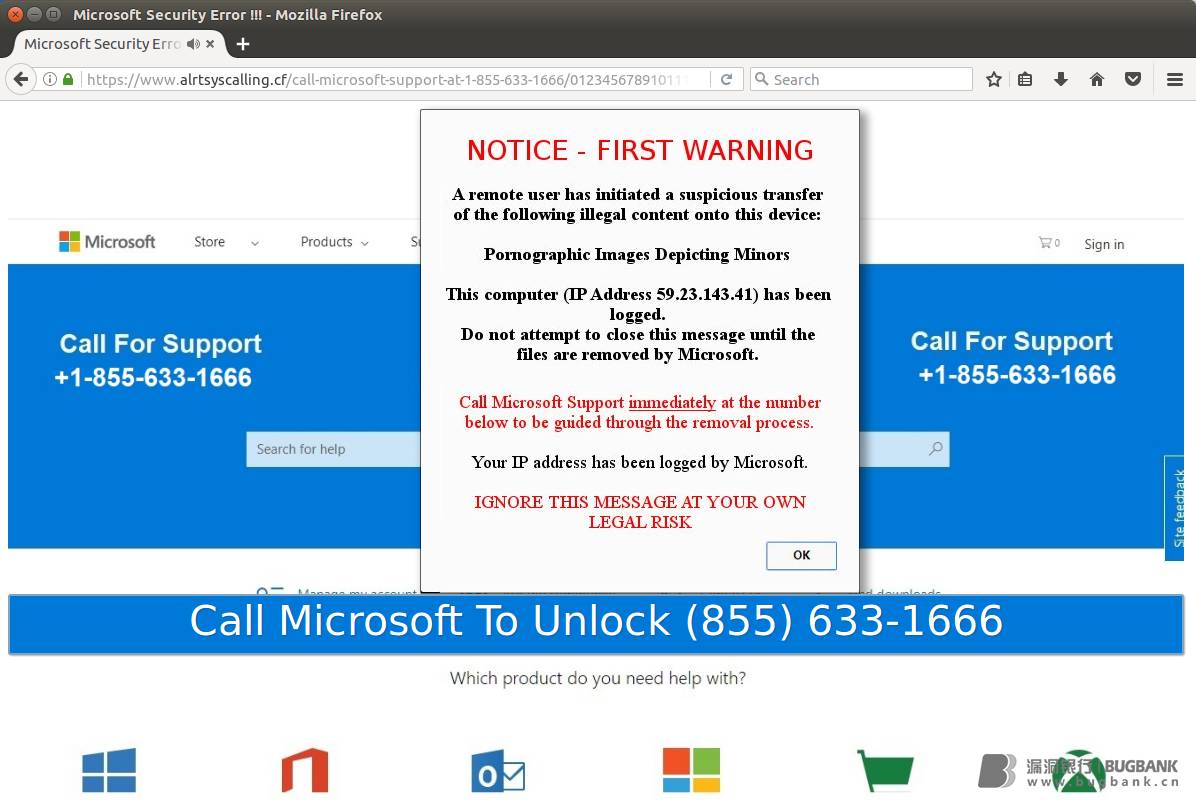 Microsoft Security Error !!! - Mozilla Firefox
Microsoft Security Erro
https://www.alrtsyscalling.cf/call-microsoft-support-at-1-855-633-1666/01234567891011
Search
NOTICE - FIRST WARNING
A remote user has initiated a suspicious transfer
of the following illegal content onto this device:
Pornographic Images Depicting Minors
This computer (IP Address 59.23.143.41) has been
logged.
Do not attempt to close this message until the
files are removed by Microsoft.
Call Microsoft Support immediately at the number
below to be guided through the removal process.
Your IP address has been logged by Microsoft.
IGNORE THIS MESSAGE AT YOUR OWN
LEGAL RISK
OK
Microsoft
Store
Products
0
Sign in
Call For Support
+1-855-633-1666
Call For Support
+1-855-633-1666
Search for help
Site feedback
Manage my account
downloads
Call Microsoft To Unlock (855) 633-1666
Which product do you need help with?
漏洞银行 BUGBANK
www.bugbank.cn